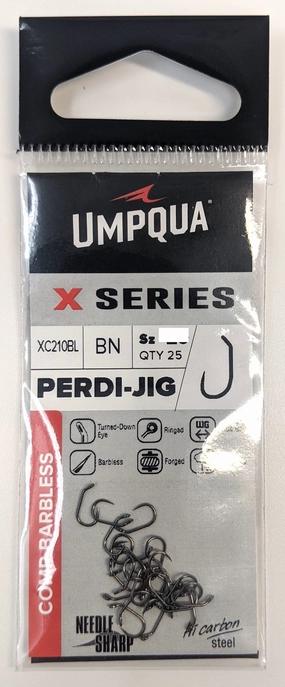 UMPQUA®
X SERIES
XC210BL BN Sz
QTY 25
PERDI-JIG
Turned-Down
Eye
Ringed
WG
Barbless
Forged
COMP BARBLESS
NEEDLE
SHARP
Hi carbon
steel